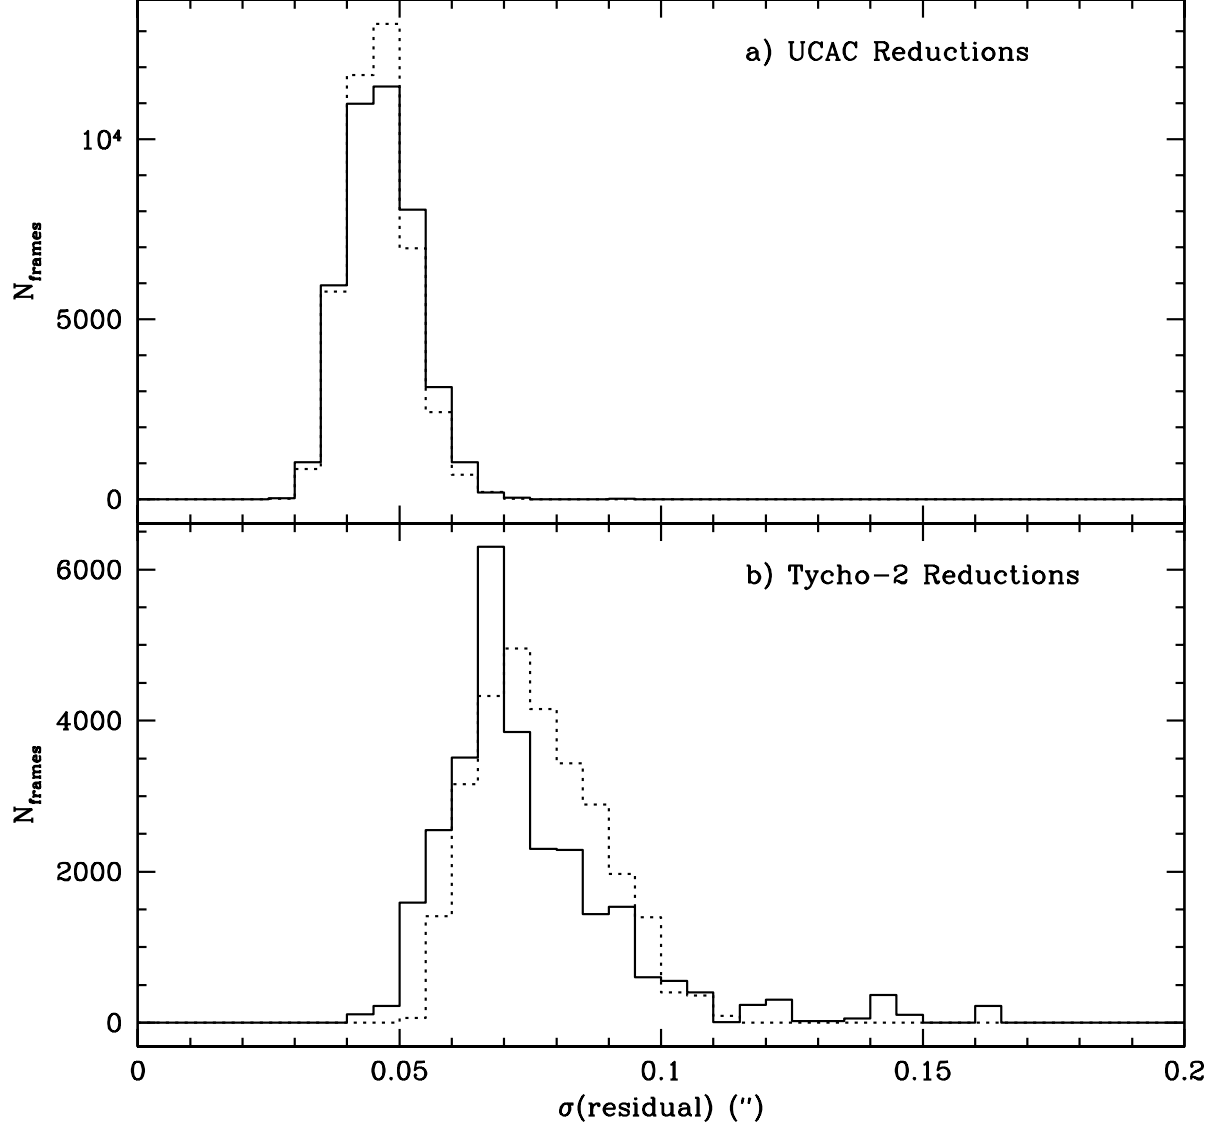 a) UCAC Reductions
10⁴
5000
0
N_frames
b) Tycho-2 Reductions
6000
4000
2000
0
N_frames
0 0.05 0.1 0.15 0.2
σ(residual) (″)